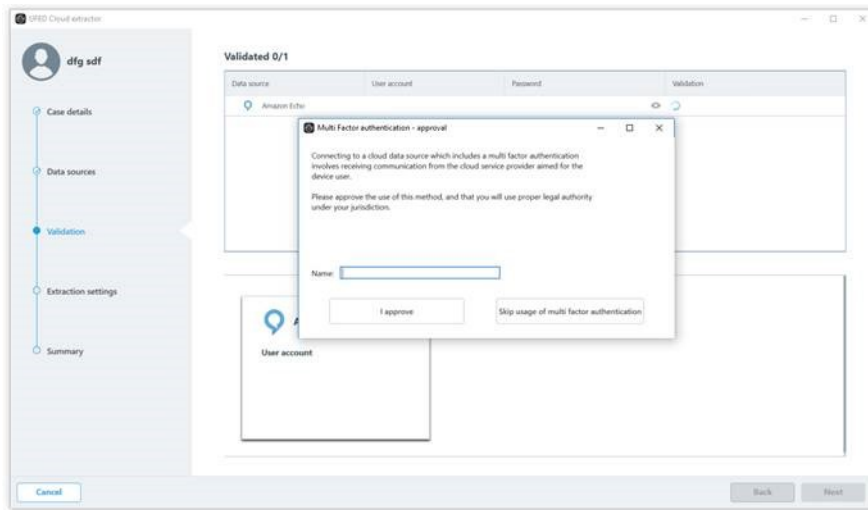 UFED Cloud extractor
dfg sdf
Case details
Data sources
Validation
Extraction settings
Summary
Cancel
Validated 0/1
Data source User account Password Validation
Amazon Echo
Multi Factor authentication - approval
Connecting to a cloud data source which includes a multi factor authentication
involves receiving communication from the cloud service provider aimed for the
device user.
Please approve the use of this method, and that you will use proper legal authority
under your jurisdiction.
Name:
I approve
Skip usage of multi factor authentication
A
User account
Back
Next